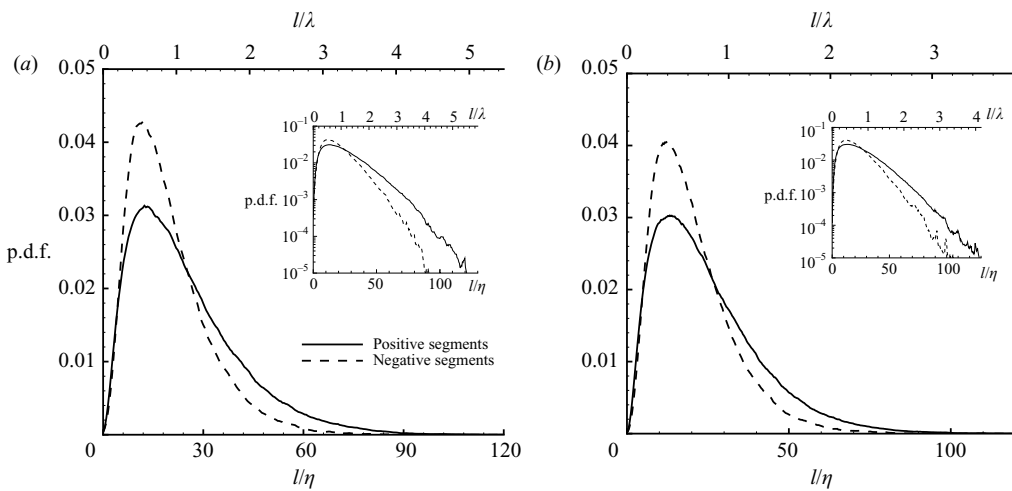 l/λ
l/λ
(a)
0 1 2 3 4 5
(b)
0 1 2 3
0.05
0.05
0 1 2 3 4 5 l/λ
0 1 2 3 4 l/λ
10⁻¹
10⁻¹
0.04
0.04
10⁻²
10⁻²
p.d.f.
10⁻³
p.d.f.
10⁻³
0.03
0.03
10⁻⁴
10⁻⁴
p.d.f.
10⁻⁵
10⁻⁵
0 50 100
l/η
0 50 100
l/η
0.02
0.02
Positive segments
Negative segments
0.01
0.01
0 0 30 60 90 120
0 0 50 100
l/η
l/η